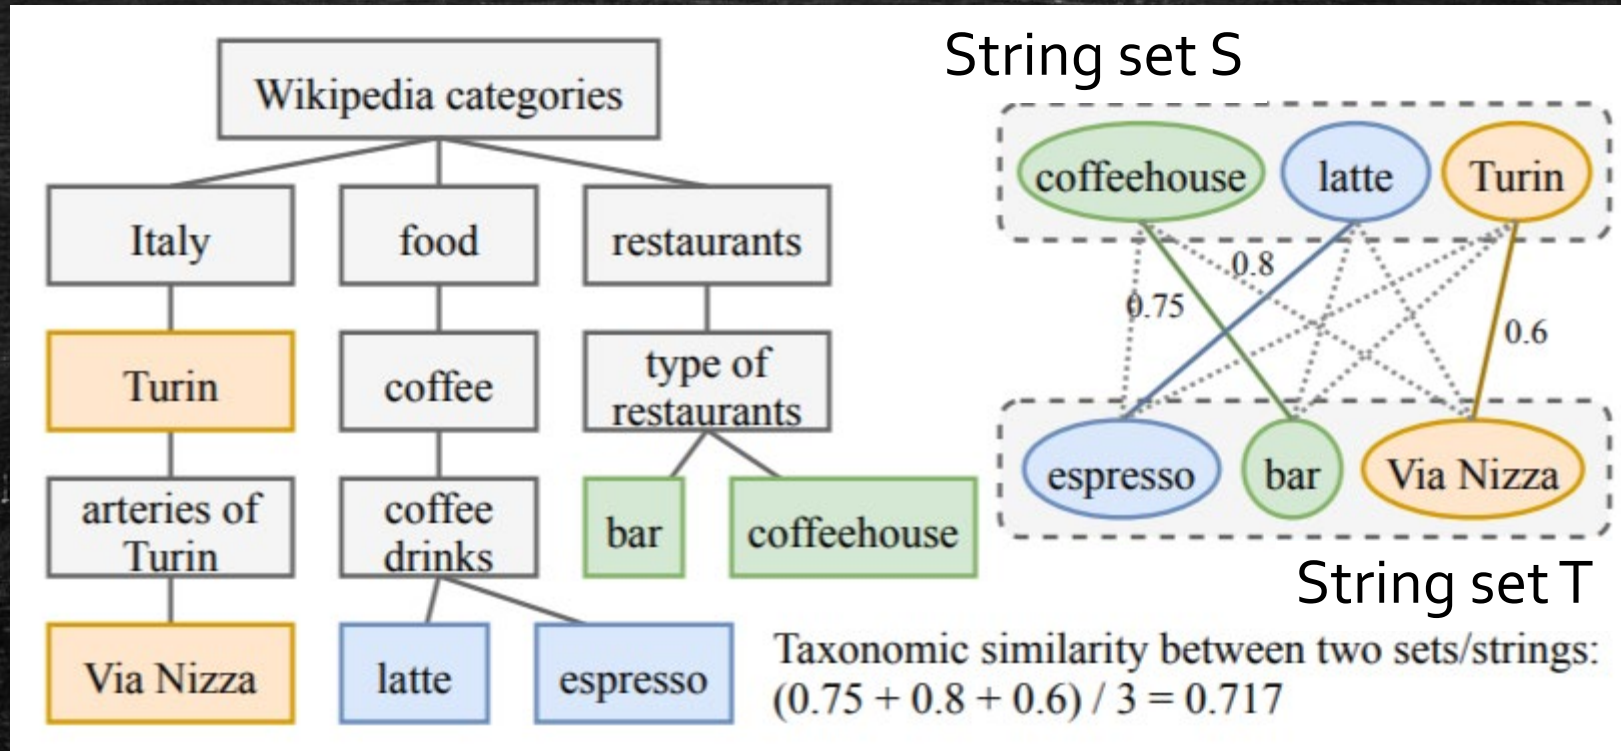 Wikipedia categories
Italy
food
restaurants
Turin
coffee
type of
restaurants
arteries of
Turin
coffee
drinks
bar
coffeehouse
Via Nizza
latte
espresso
String set S
coffeehouse
latte
Turin
0.8
0.75
0.6
espresso
bar
Via Nizza
String set T
Taxonomic similarity between two sets/strings:
(0.75 + 0.8 + 0.6) / 3 = 0.717